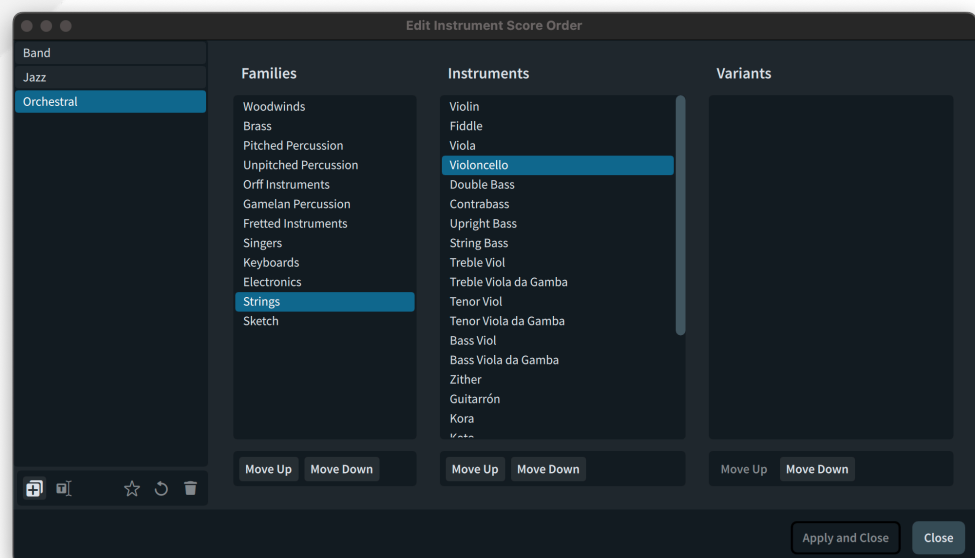 Edit Instrument Score Order
Band
Jazz
Orchestral
Families
Woodwinds
Brass
Pitched Percussion
Unpitched Percussion
Orff Instruments
Gamelan Percussion
Fretted Instruments
Singers
Keyboards
Electronics
Strings
Sketch
Move Up
Move Down
Instruments
Violin
Fiddle
Viola
Violoncello
Double Bass
Contrabass
Upright Bass
String Bass
Treble Viol
Treble Viola da Gamba
Tenor Viol
Tenor Viola da Gamba
Bass Viol
Bass Viola da Gamba
Zither
Guitarrón
Kora
Move Up
Move Down
Variants
Move Up
Move Down
Apply and Close
Close